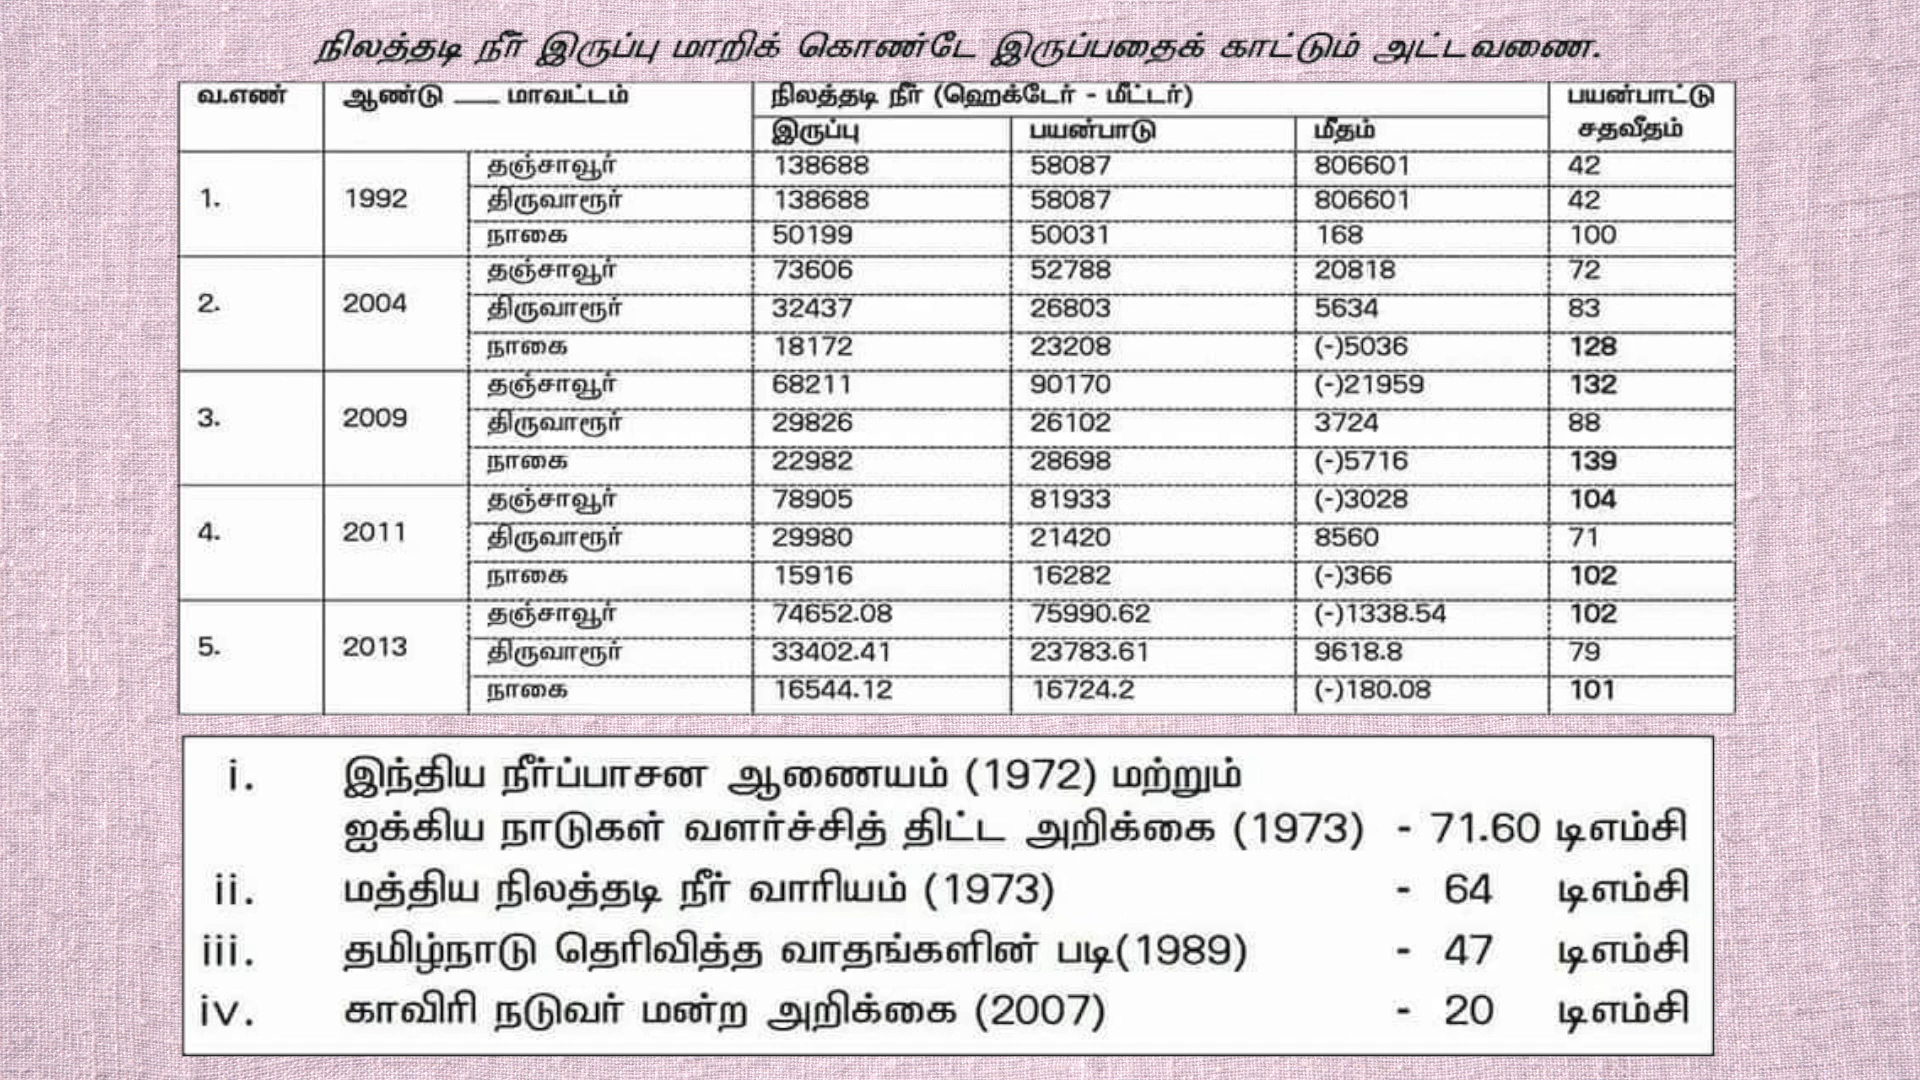 நிலத்தடி நீர் இருப்பு மாறிக் கொண்டே இருப்பதைக் காட்டும் அட்டவணை.
வ.எண் ஆண்டு ___ மாவட்டம் நிலத்தடி நீர் (ஹெக்டேர் - மீட்டர்) பயன்பாட்டு
இருப்பு பயன்பாடு மீதம் சதவீதம்
தஞ்சாவூர் 138688 58087 806601 42
1. 1992 திருவாரூர் 138688 58087 806601 42
நாகை 50199 50031 168 100
தஞ்சாவூர் 73606 52788 20818 72
2. 2004 திருவாரூர் 32437 26803 5634 83
நாகை 18172 23208 (-)5036 128
தஞ்சாவூர் 68211 90170 (-)21959 132
3. 2009 திருவாரூர் 29826 26102 3724 88
நாகை 22982 28698 (-)5716 139
தஞ்சாவூர் 78905 81933 (-)3028 104
4. 2011 திருவாரூர் 29980 21420 8560 71
நாகை 15916 16282 (-)366 102
தஞ்சாவூர் 74652.08 75990.62 (-)1338.54 102
5. 2013 திருவாரூர் 33402.41 23783.61 9618.8 79
நாகை 16544.12 16724.2 (-)180.08 101
i. இந்திய நீர்ப்பாசன ஆணையம் (1972) மற்றும்
ஐக்கிய நாடுகள் வளர்ச்சித் திட்ட அறிக்கை (1973) - 71.60 டிஎம்சி
ii. மத்திய நிலத்தடி நீர் வாரியம் (1973) - 64 டிஎம்சி
iii. தமிழ்நாடு தெரிவித்த வாதங்களின் படி(1989) - 47 டிஎம்சி
iv. காவிரி நடுவர் மன்ற அறிக்கை (2007) - 20 டிஎம்சி